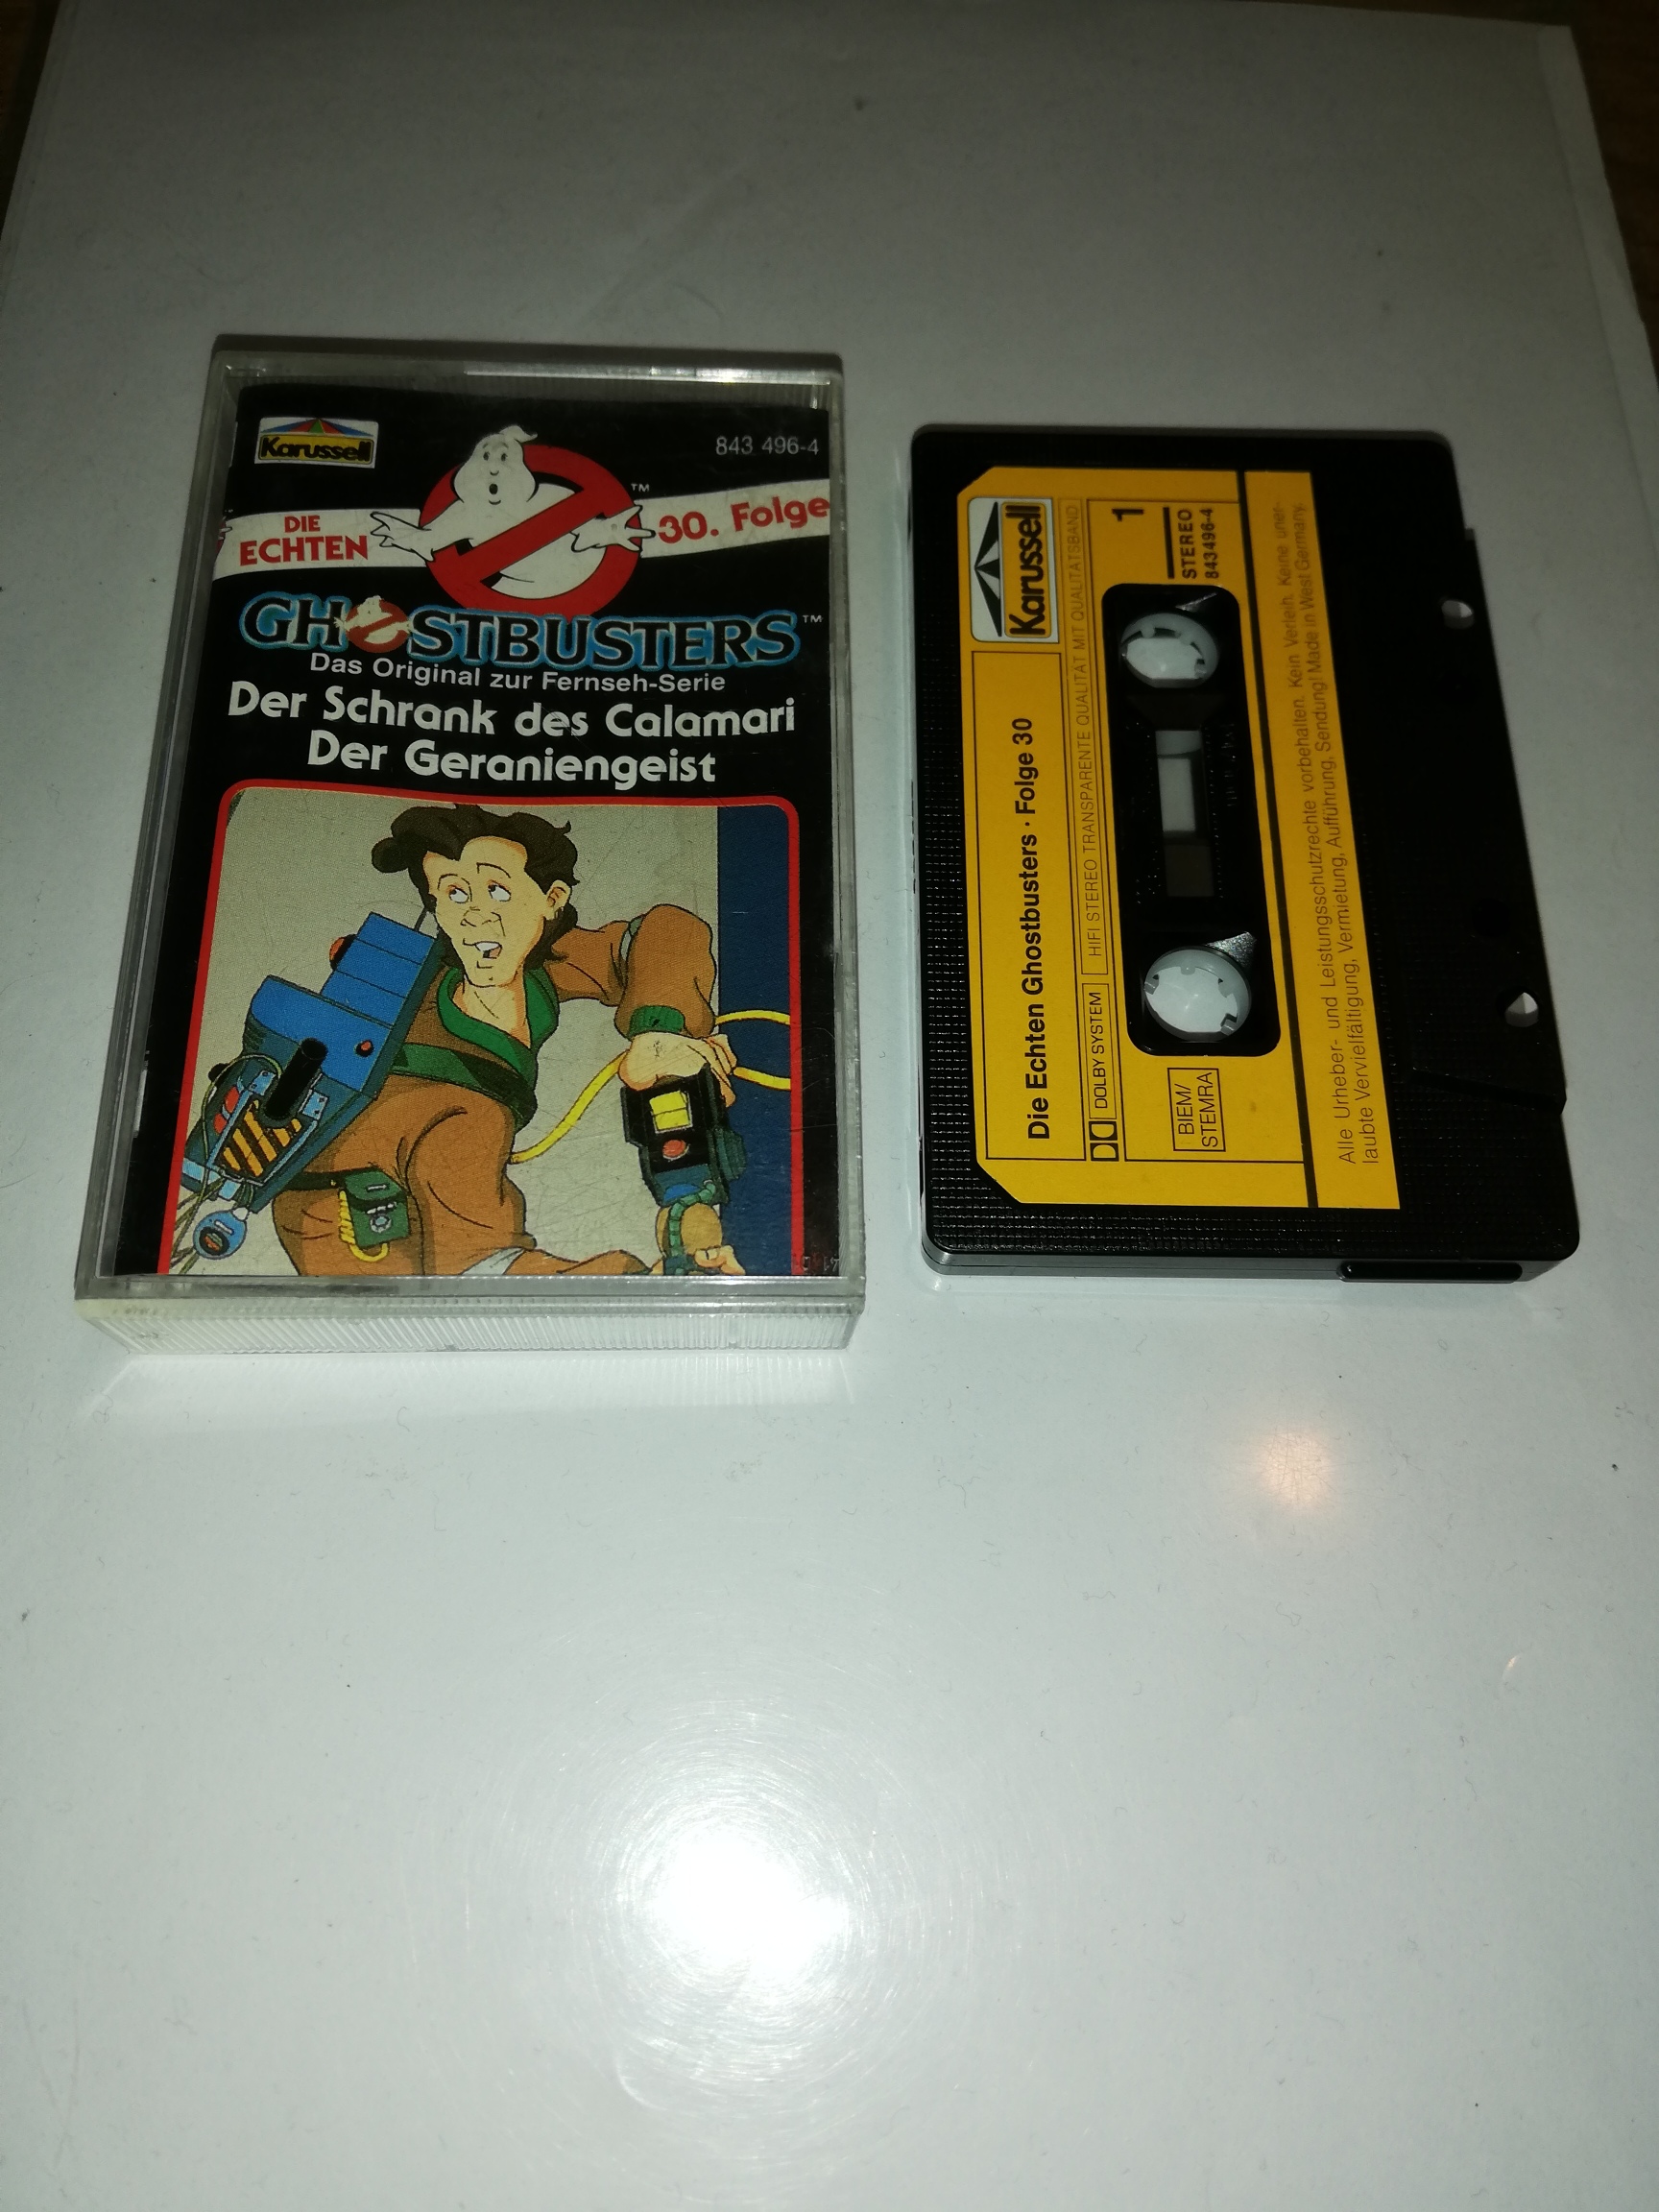 Karussell
843 496-4
DIE
ECHTEN
TM
30. Folge
GHOSTBUSTERS TM
Das Original zur Fernseh-Serie
Der Schrank des Calamari
Der Geraniengeist
Karussell
Die Echten Ghostbusters · Folge 30
DOLBY SYSTEM
HIFI STEREO TRANSPARENTE QUALITÄT MIT QUALITÄTSBAND
1
STEREO
843496-4
BIEM/
STEMRA
Alle Urheber- und Leistungsschutzrechte vorbehalten. Kein Verleih. Keine uner-
laubte Vervielfältigung, Vermietung, Aufführung, Sendung! Made in West Germany.